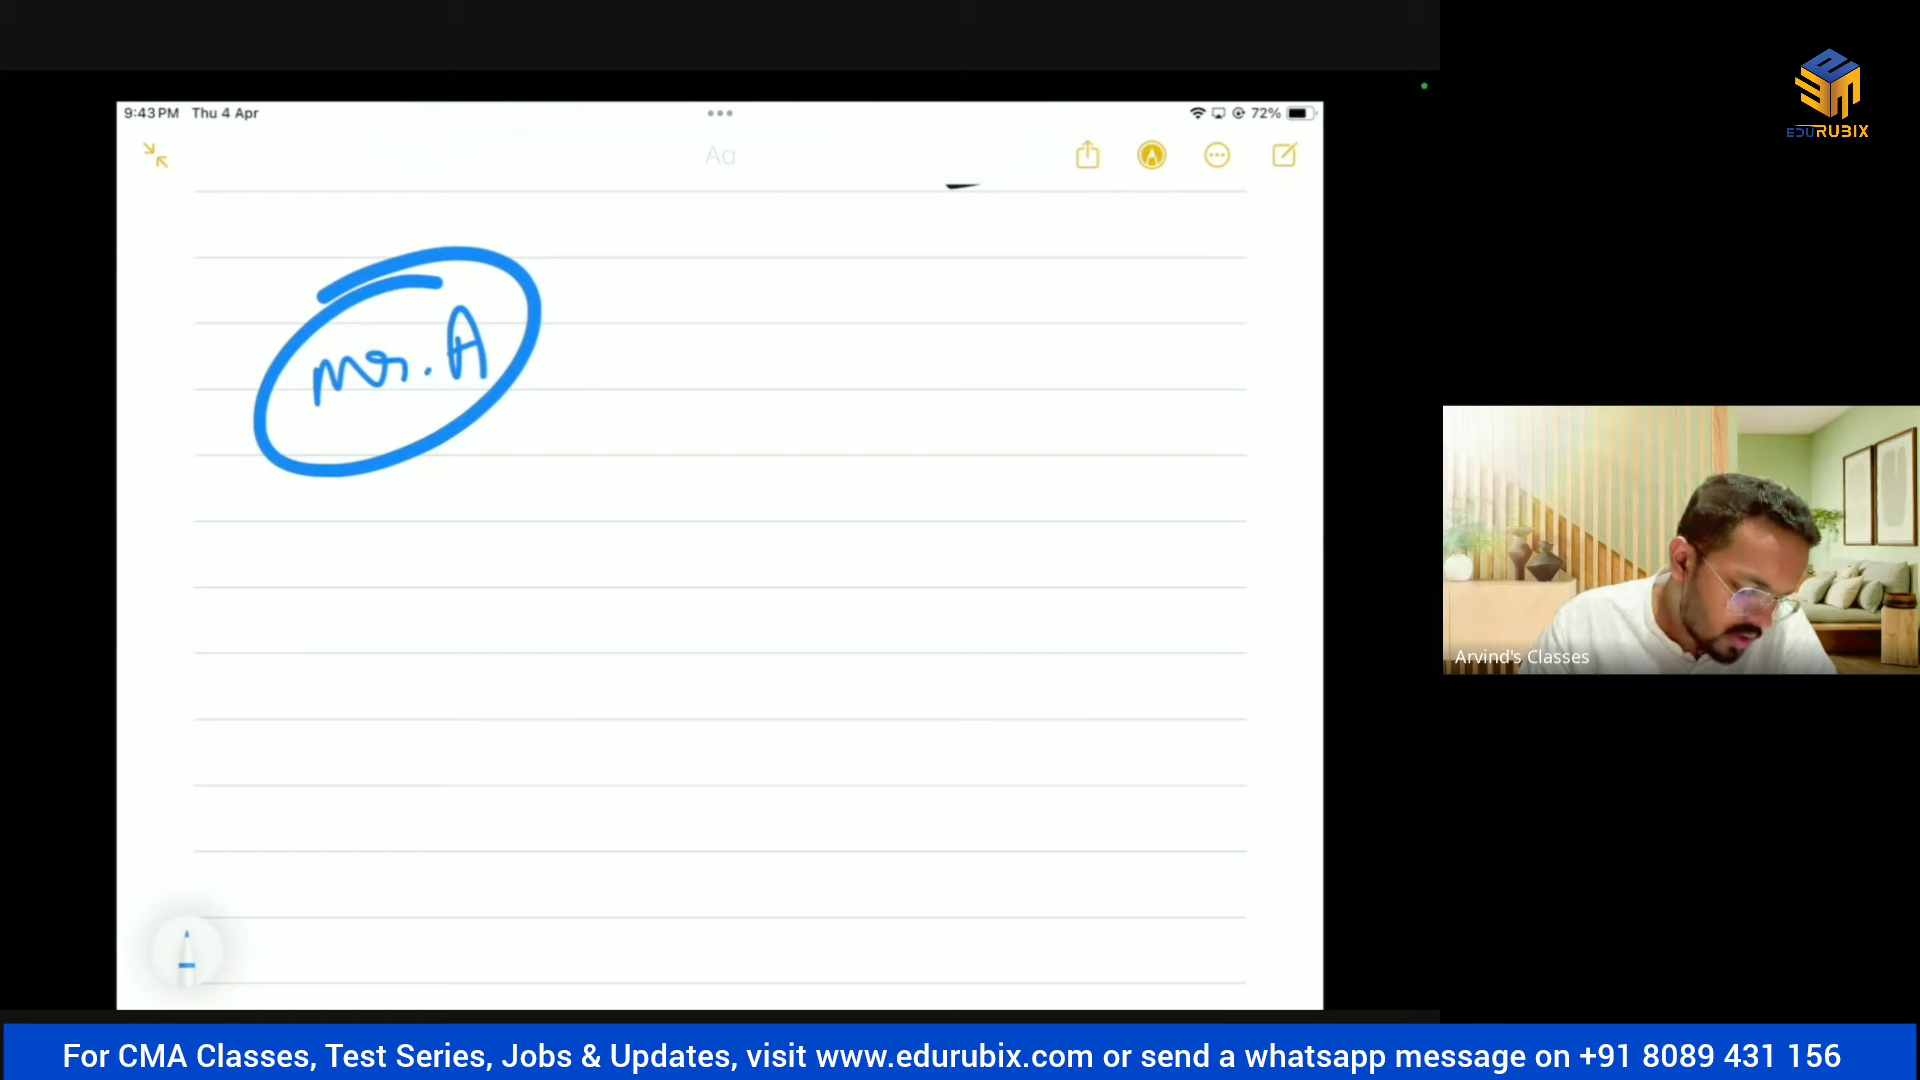 9:43 PM Thu 4 Apr
72%
Aa
EDURUBIX
Mr. A
Arvind's Classes
For CMA Classes, Test Series, Jobs & Updates, visit www.edurubix.com or send a whatsapp message on +91 8089 431 156